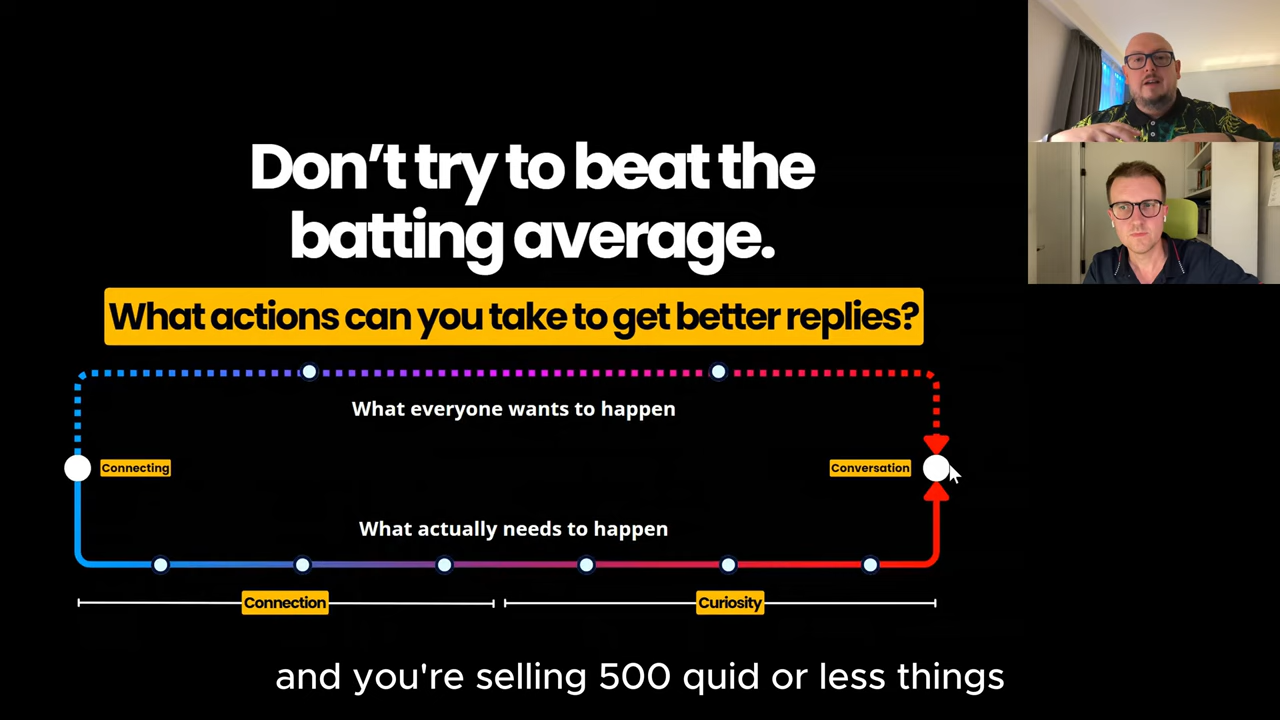 Don't try to beat the
batting average.
What actions can you take to get better replies?
What everyone wants to happen
Connecting
Conversation
What actually needs to happen
Connection
Curiosity
and you're selling 500 quid or less things